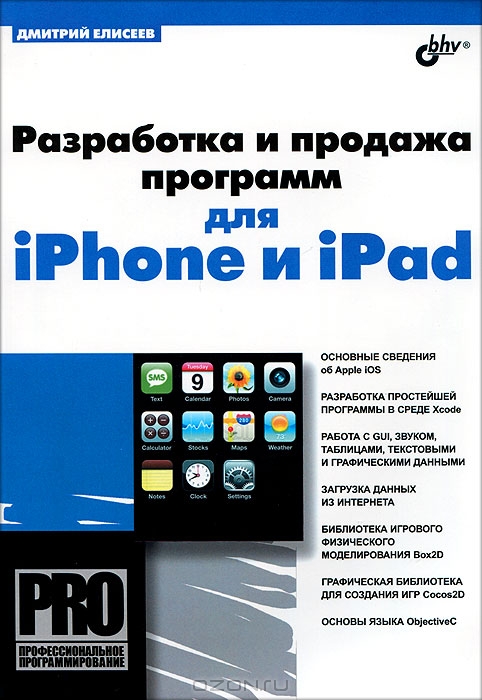 ДМИТРИЙ ЕЛИСЕЕВ
bhv®
Разработка и продажа
программ
для
iPhone и iPad
SMS
Text
Tuesday
9
Calendar
Photos
Camera
Calculator
Stocks
Maps
73°
Weather
Notes
Clock
Settings
ОСНОВНЫЕ СВЕДЕНИЯ
об Apple iOS
РАЗРАБОТКА ПРОСТЕЙШЕЙ
ПРОГРАММЫ В СРЕДЕ Xcode
РАБОТА С GUI, ЗВУКОМ,
ТАБЛИЦАМИ, ТЕКСТОВЫМИ
И ГРАФИЧЕСКИМИ ДАННЫМИ
ЗАГРУЗКА ДАННЫХ
ИЗ ИНТЕРНЕТА
БИБЛИОТЕКА ИГРОВОГО
ФИЗИЧЕСКОГО
МОДЕЛИРОВАНИЯ Box2D
ГРАФИЧЕСКАЯ БИБЛИОТЕКА
ДЛЯ СОЗДАНИЯ ИГР Cocos2D
ОСНОВЫ ЯЗЫКА ObjectiveC
PRO
ПРОФЕССИОНАЛЬНОЕ
ПРОГРАММИРОВАНИЕ
ozon.ru